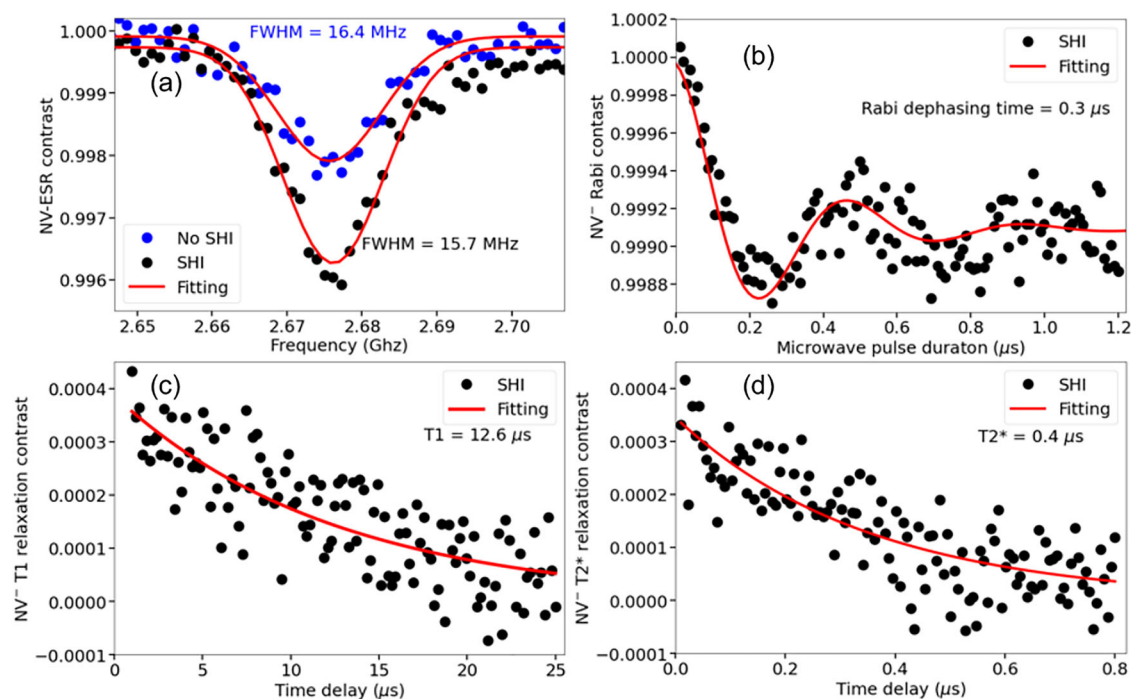 1.000
0.999
0.998
0.997
0.996
NV-ESR contrast
(a)
FWHM = 16.4 MHz
FWHM = 15.7 MHz
No SHI
SHI
Fitting
2.65 2.66 2.67 2.68 2.69 2.70
Frequency (Ghz)
1.0002
1.0000
0.9998
0.9996
0.9994
0.9992
0.9990
0.9988
NV⁻ Rabi contast
(b)
SHI
Fitting
Rabi dephasing time = 0.3 μs
0.0 0.2 0.4 0.6 0.8 1.0 1.2
Microwave pulse duraton (μs)
0.0004
0.0003
0.0002
0.0001
0.0000
−0.0001
NV⁻ T1 relaxation contrast
(c)
SHI
Fitting
T1 = 12.6 μs
5 10 15 20 25
Time delay (μs)
0.0004
0.0003
0.0002
0.0001
0.0000
−0.0001
NV⁻ T2* relaxation contrast
(d)
SHI
Fitting
T2* = 0.4 μs
0.0 0.2 0.4 0.6 0.8
Time delay (μs)